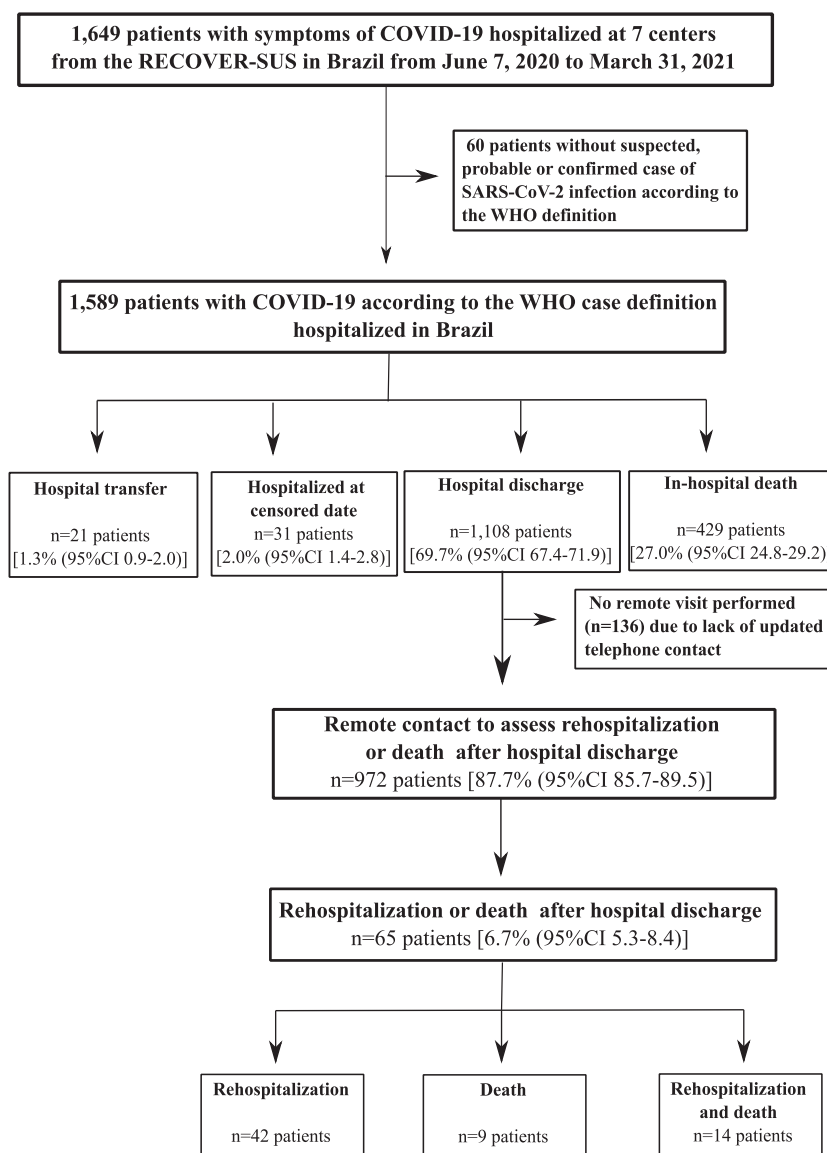 1,649 patients with symptoms of COVID-19 hospitalized at 7 centers
from the RECOVER-SUS in Brazil from June 7, 2020 to March 31, 2021
60 patients without suspected,
probable or confirmed case of
SARS-CoV-2 infection according to
the WHO definition
1,589 patients with COVID-19 according to the WHO case definition
hospitalized in Brazil
Hospital transfer
n=21 patients
[1.3% (95%CI 0.9-2.0)]
Hospitalized at
censored date
n=31 patients
[2.0% (95%CI 1.4-2.8)]
Hospital discharge
n=1,108 patients
[69.7% (95%CI 67.4-71.9)]
In-hospital death
n=429 patients
[27.0% (95%CI 24.8-29.2)]
No remote visit performed
(n=136) due to lack of updated
telephone contact
Remote contact to assess rehospitalization
or death after hospital discharge
n=972 patients [87.7% (95%CI 85.7-89.5)]
Rehospitalization or death after hospital discharge
n=65 patients [6.7% (95%CI 5.3-8.4)]
Rehospitalization
n=42 patients
Death
n=9 patients
Rehospitalization
and death
n=14 patients